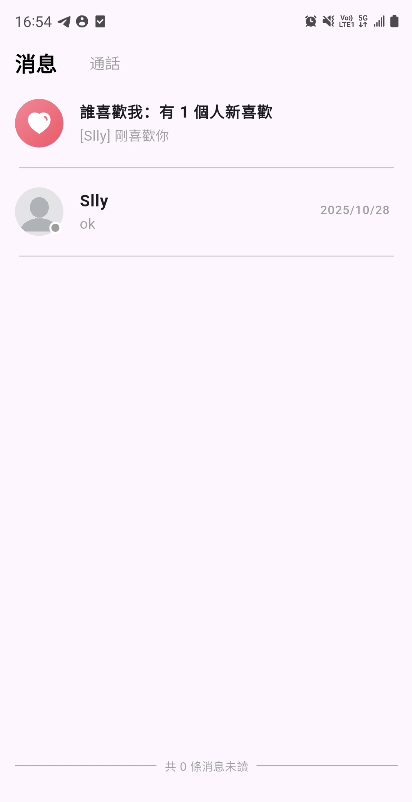 16:54 Vo) LTE1 5G
消息 通話
誰喜歡我：有 1 個人新喜歡
[Slly] 剛喜歡你
Slly
2025/10/28
ok
共 0 條消息未讀